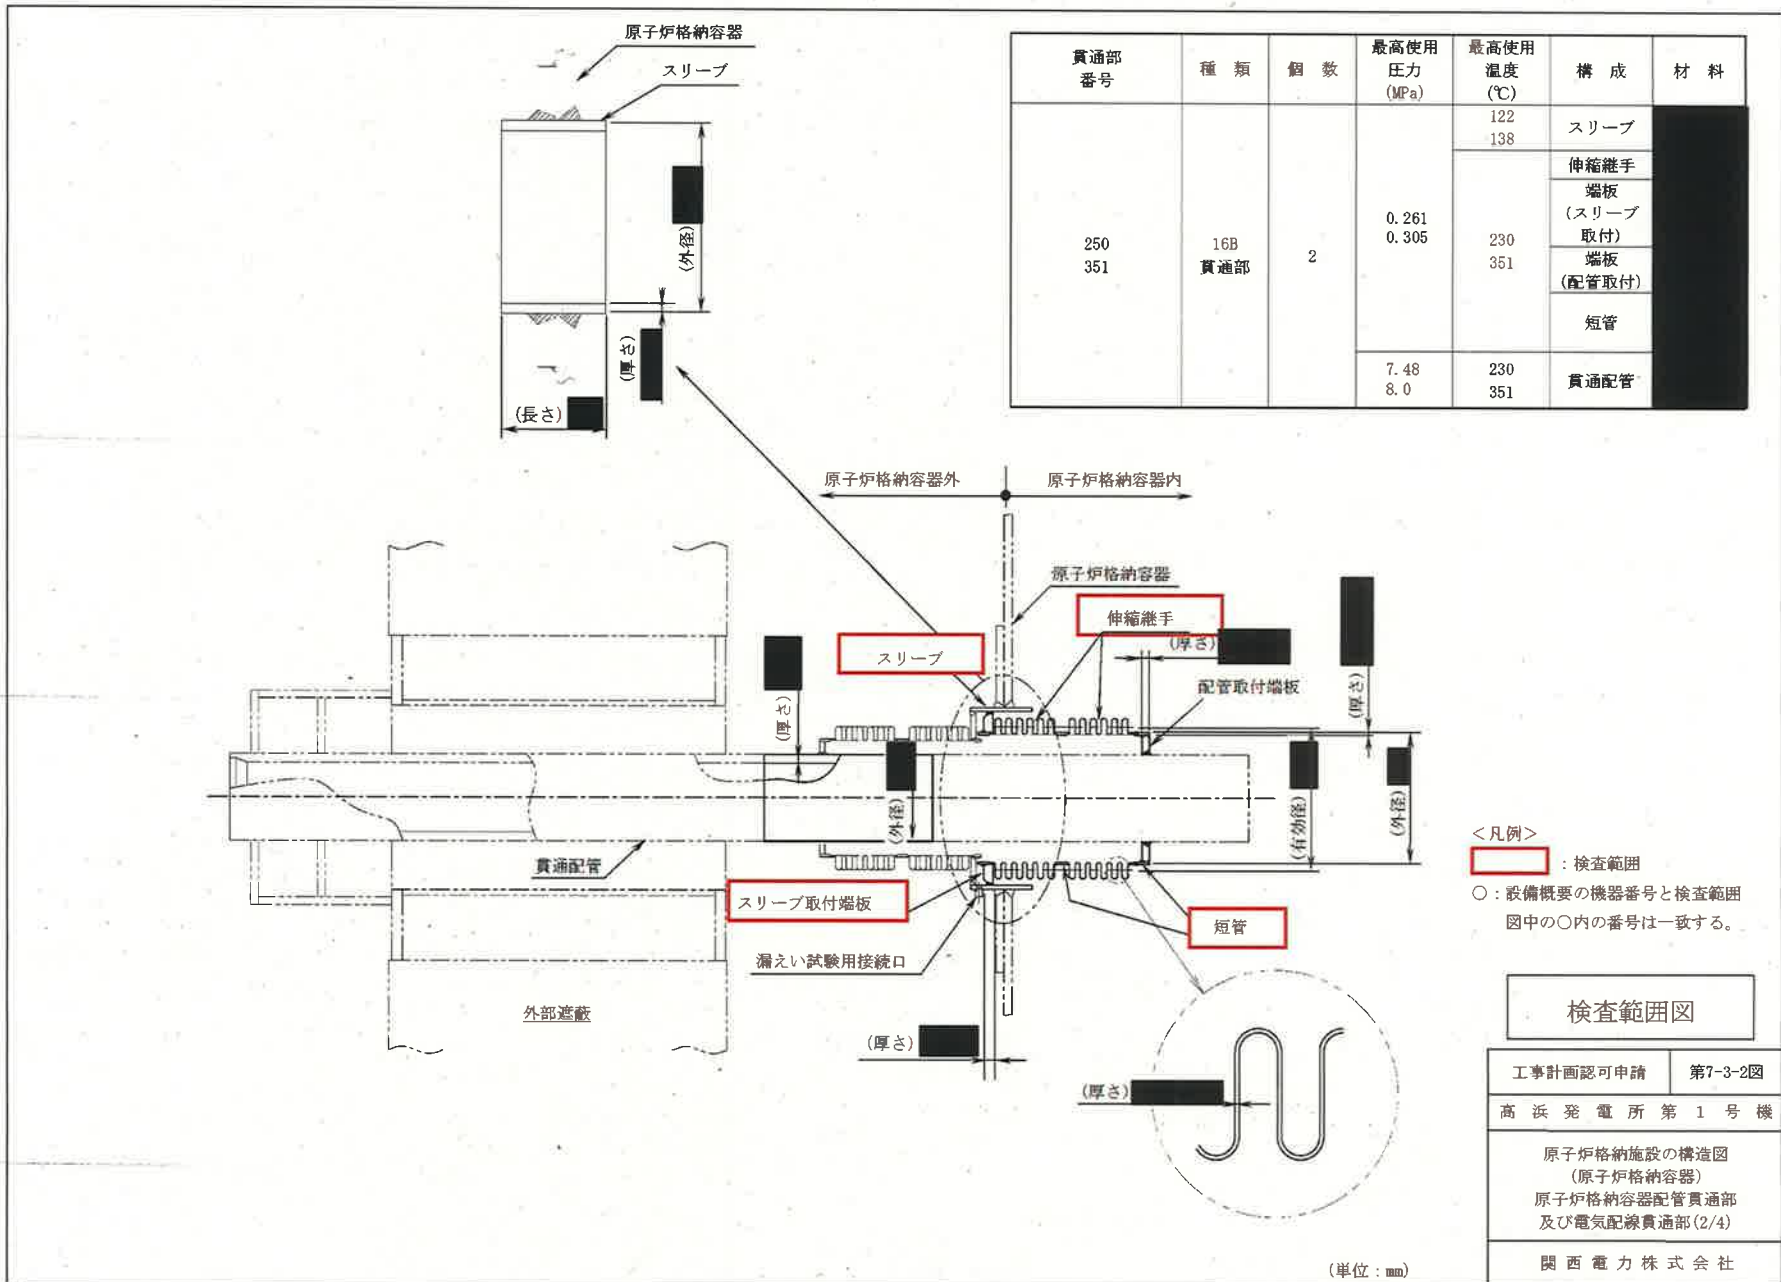 原子炉格納容器
スリーブ
(外径)
(厚さ)
(長さ)
貫通部
番号
種 類
個 数
最高使用
圧力
(MPa)
最高使用
温度
(℃)
構 成
材 料
250
351
16B
貫通部
2
0.261
0.305
122
138
スリーブ
230
351
伸縮継手
端板
(スリーブ
取付)
端板
(配管取付)
短管
7.48
8.0
230
351
貫通配管
原子炉格納容器外
原子炉格納容器内
原子炉格納容器
伸縮継手
スリーブ
(厚さ)
配管取付端板
(厚さ)
(厚さ)
(外径)
(有効径)
(外径)
貫通配管
スリーブ取付端板
短管
漏えい試験用接続口
外部遮蔽
(厚さ)
(厚さ)
<凡例>
:検査範囲
○:設備概要の機器番号と検査範囲
図中の○内の番号は一致する。
検査範囲図
工事計画認可申請
第7-3-2図
高 浜 発 電 所 第 1 号 機
原子炉格納施設の構造図
(原子炉格納容器)
原子炉格納容器配管貫通部
及び電気配線貫通部(2/4)
関 西 電 力 株 式 会 社
(単位:mm)